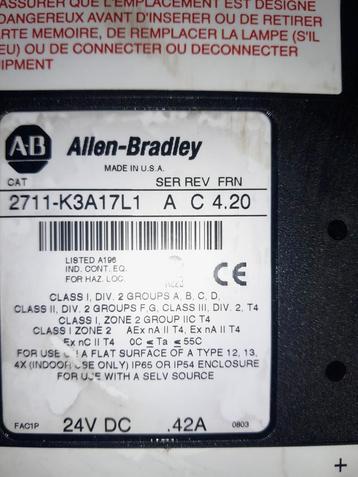 ASSURER QUE L'EMPLACEMENT EST DESIGNE
DANGEREUX AVANT D'INSERER OU DE RETIRER
ARTE MEMOIRE, DE REMPLACER LA LAMPE (S'IL
EU) OU DE CONNECTER OU DECONNECTER
IPMENT
AB Allen-Bradley
MADE IN U.S.A.
CAT SER REV FRN
2711-K3A17L1 A C 4.20
LISTED A196
IND. CONT. EQ.
FOR HAZ. LOC.
CE
CLASS I, DIV. 2 GROUPS A, B, C, D,
CLASS II, DIV. 2 GROUPS F,G, CLASS III, DIV. 2, T4
CLASS I, ZONE 2 GROUP IIC T4
CLASS I ZONE 2 AEx nA II T4, Ex nA II T4
Ex nC II T4 0C ≤ Ta ≤ 55C
FOR USE ON A FLAT SURFACE OF A TYPE 12, 13,
4X (INDOOR USE ONLY) IP65 OR IP54 ENCLOSURE
FOR USE WITH A SELV SOURCE
FAC1P 24V DC .42A 0803
+